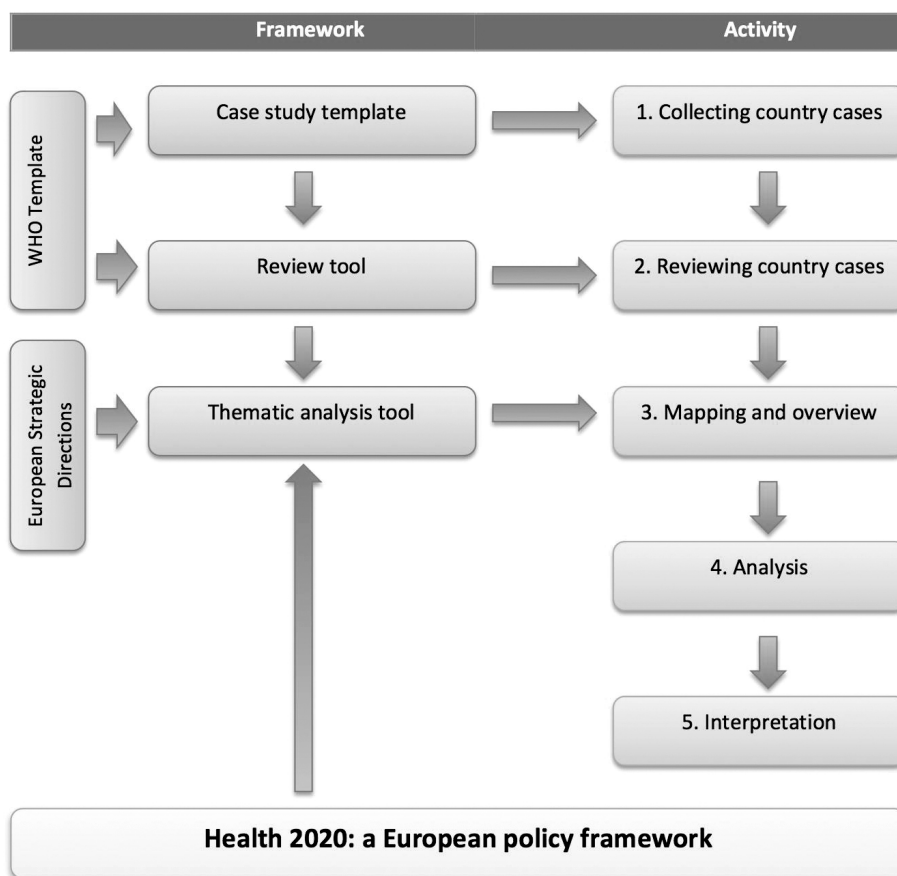 Framework
Activity
WHO Template
Case study template
1. Collecting country cases
Review tool
2. Reviewing country cases
European Strategic
Directions
Thematic analysis tool
3. Mapping and overview
4. Analysis
5. Interpretation
Health 2020: a European policy framework